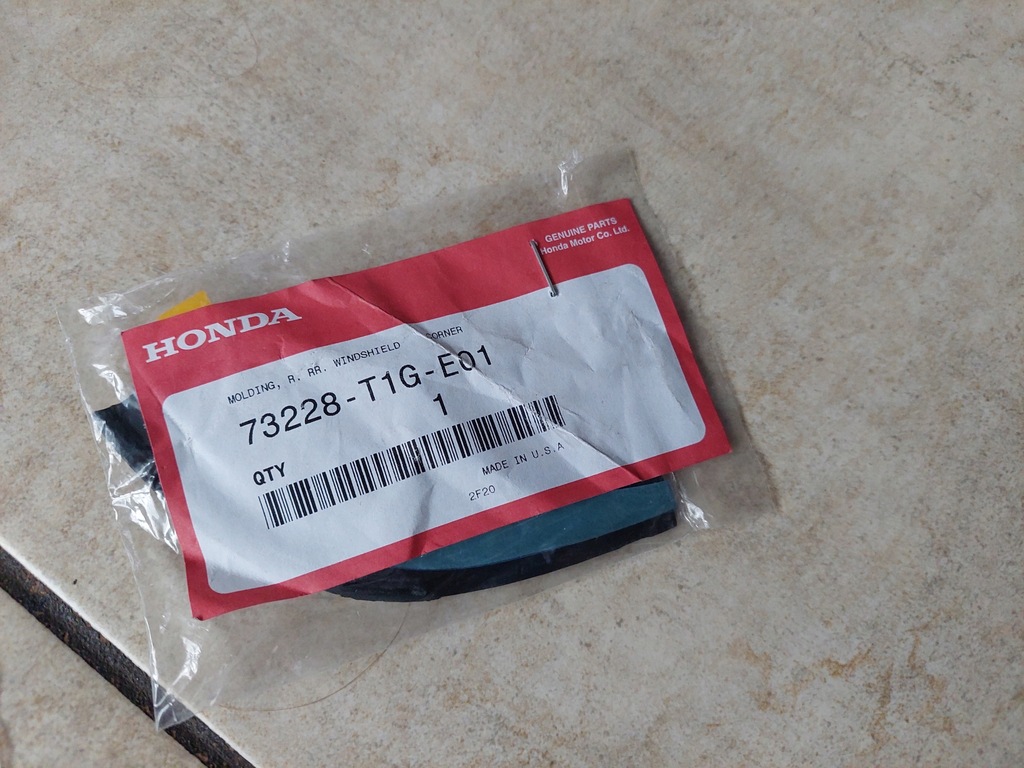 HONDA
GENUINE PARTS
Honda Motor Co. Ltd.
MOLDING, R. RR. WINDSHIELD CORNER
73228-T1G-E01
QTY 1
MADE IN U.S.A
2F20